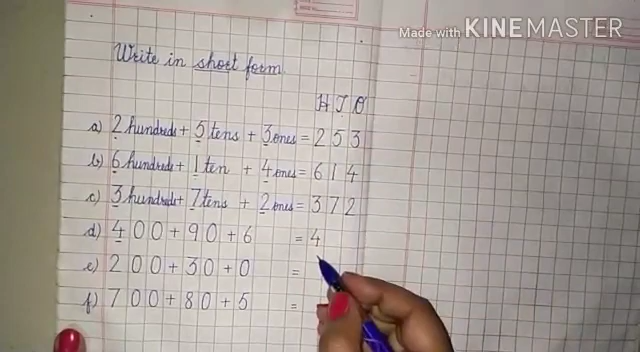 Made with KINEMASTER
Write in short form.
H T O
a) 2 hundreds + 5 tens + 3 ones = 2 5 3
b) 6 hundreds + 1 ten + 4 ones = 6 1 4
c) 3 hundreds + 7 tens + 2 ones = 3 7 2
d) 4 0 0 + 9 0 + 6 = 4
e) 2 0 0 + 3 0 + 0 =
f) 7 0 0 + 8 0 + 5 =